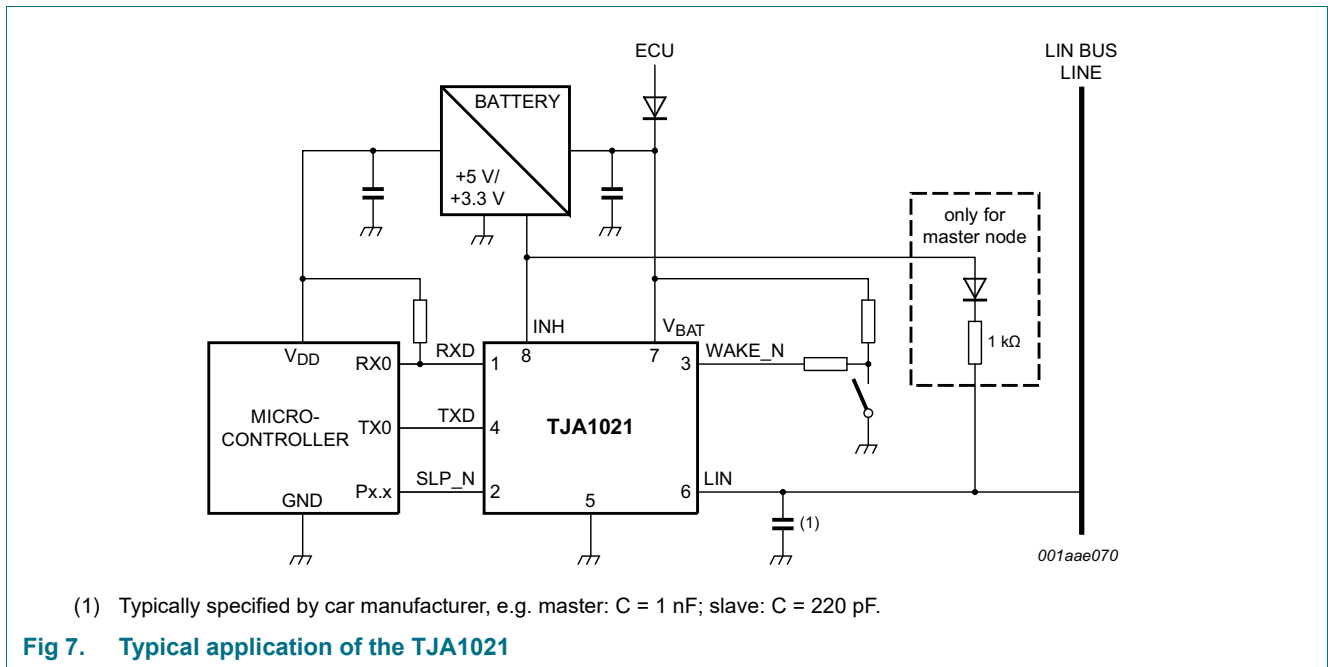 ECU
LIN BUS
LINE
BATTERY
+5 V/
+3.3 V
only for
master node
1 kΩ
INH
VBAT
VDD
RX0
RXD
1
8
7
3
WAKE_N
MICRO-
CONTROLLER
TX0
TXD
4
TJA1021
Px.x
SLP_N
2
5
6
LIN
GND
(1)
001aae070
(1) Typically specified by car manufacturer, e.g. master: C = 1 nF; slave: C = 220 pF.
Fig 7. Typical application of the TJA1021